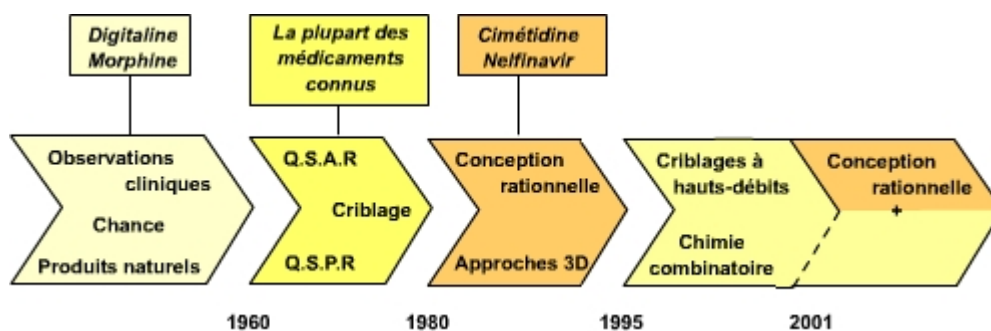 Digitaline
Morphine
La plupart des
médicaments
connus
Cimétidine
Nelfinavir
Observations
cliniques
Chance
Produits naturels
Q.S.A.R
Criblage
Q.S.P.R
Conception
rationnelle
Approches 3D
Criblages à
hauts-débits
Chimie
combinatoire
Conception
rationnelle
+
1960
1980
1995
2001